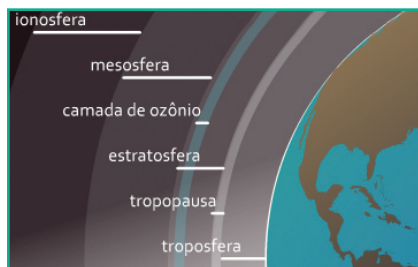 ionosfera
mesosfera
camada de ozônio
estratosfera
tropopausa
troposfera